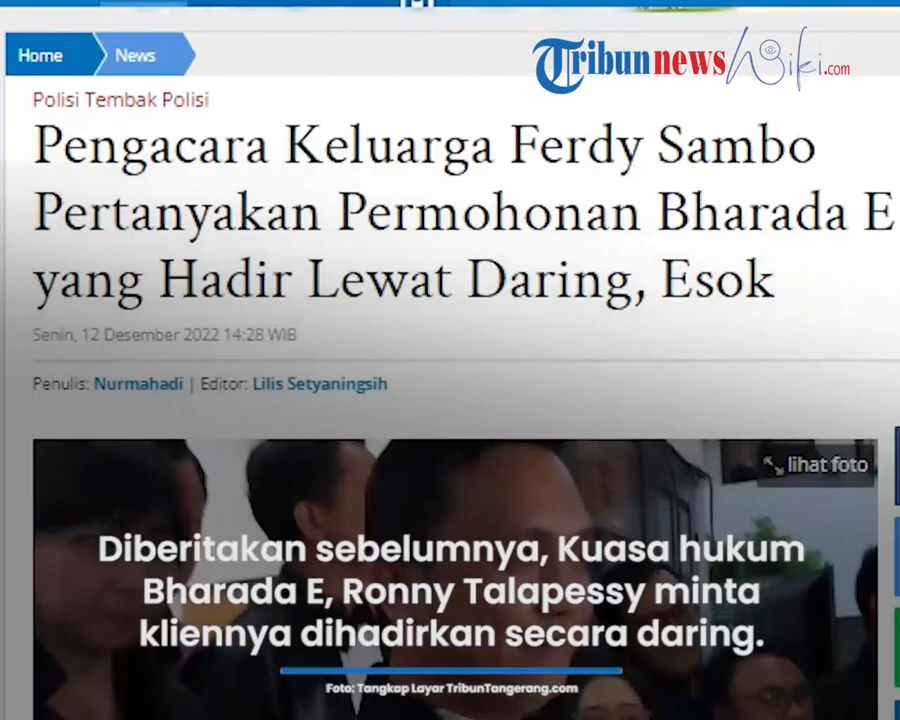 Home News
Tribunnews Wiki.com
Polisi Tembak Polisi
Pengacara Keluarga Ferdy Sambo
Pertanyakan Permohonan Bharada E
yang Hadir Lewat Daring, Esok
Senin, 12 Desember 2022 14:28 WIB
Penulis: Nurmahadi | Editor: Lilis Setyaningsih
lihat foto
Diberitakan sebelumnya, Kuasa hukum
Bharada E, Ronny Talapessy minta
kliennya dihadirkan secara daring.
Foto: Tangkap Layar TribunTangerang.com